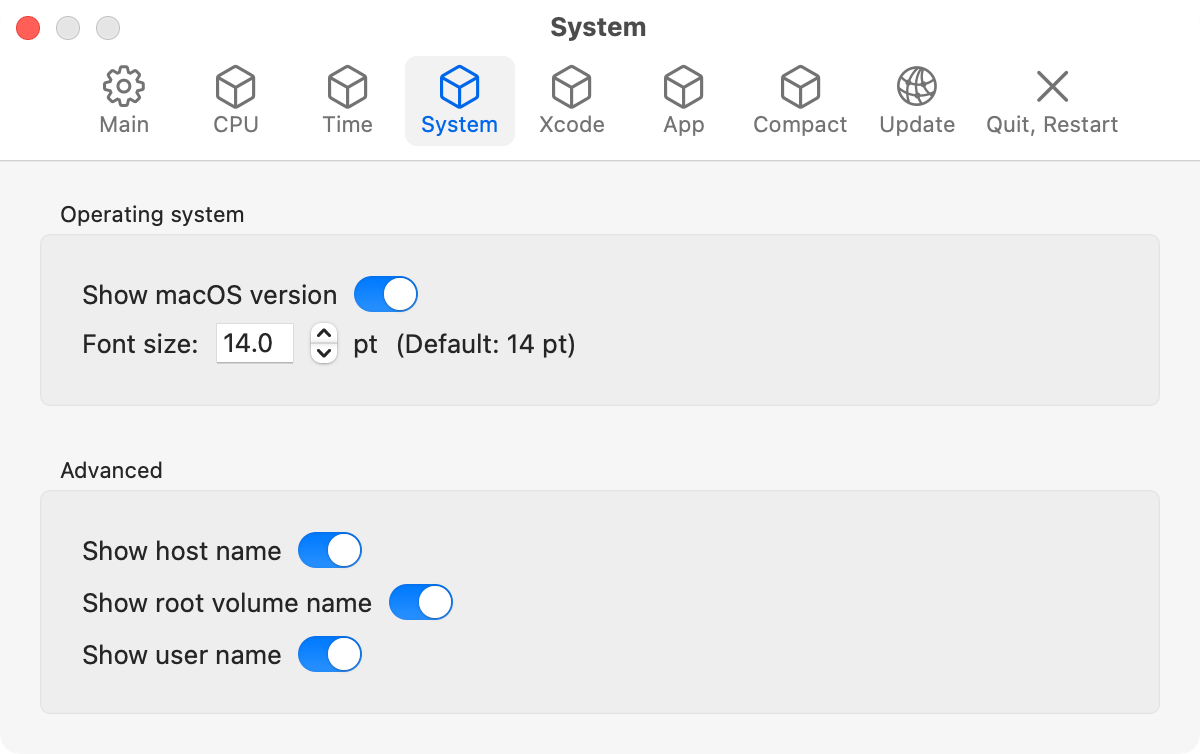 System
Main CPU Time System Xcode App Compact Update Quit, Restart
Operating system
Show macOS version
Font size: 14.0 pt (Default: 14 pt)
Advanced
Show host name
Show root volume name
Show user name